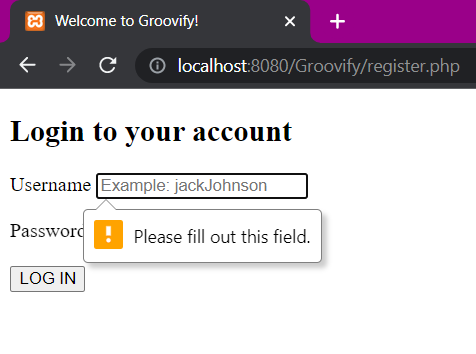 Welcome to Groovify!
localhost:8080/Groovify/register.php
Login to your account
Username Example: jackJohnson
Please fill out this field.
Password
LOG IN